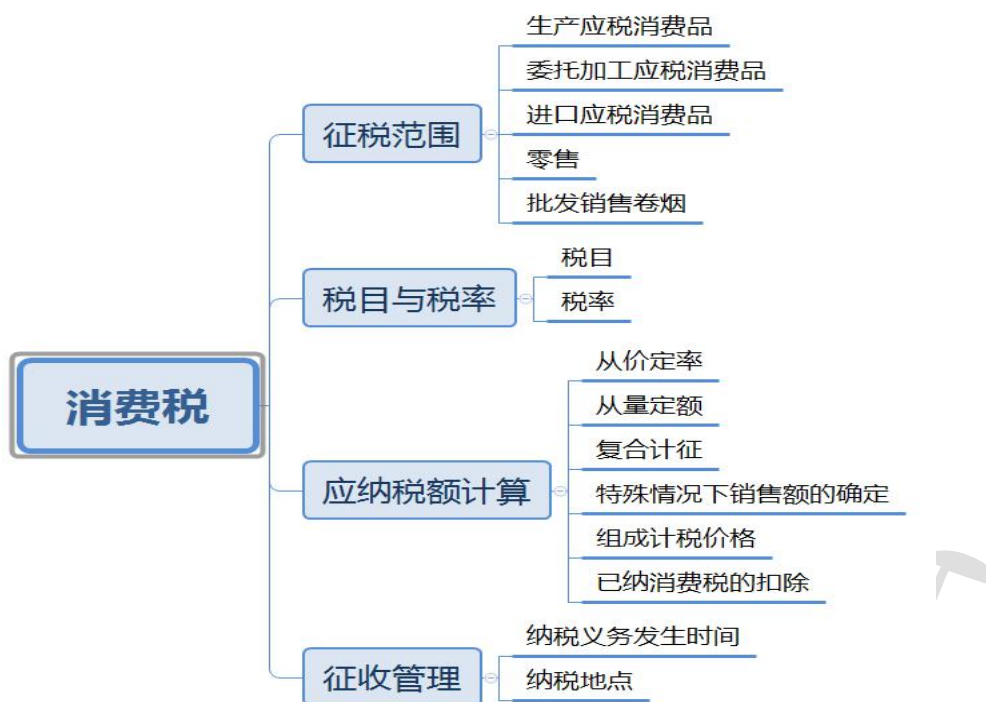 消费税
征税范围
生产应税消费品
委托加工应税消费品
进口应税消费品
零售
批发销售卷烟
税目与税率
税目
税率
应纳税额计算
从价定率
从量定额
复合计征
特殊情况下销售额的确定
组成计税价格
已纳消费税的扣除
征收管理
纳税义务发生时间
纳税地点